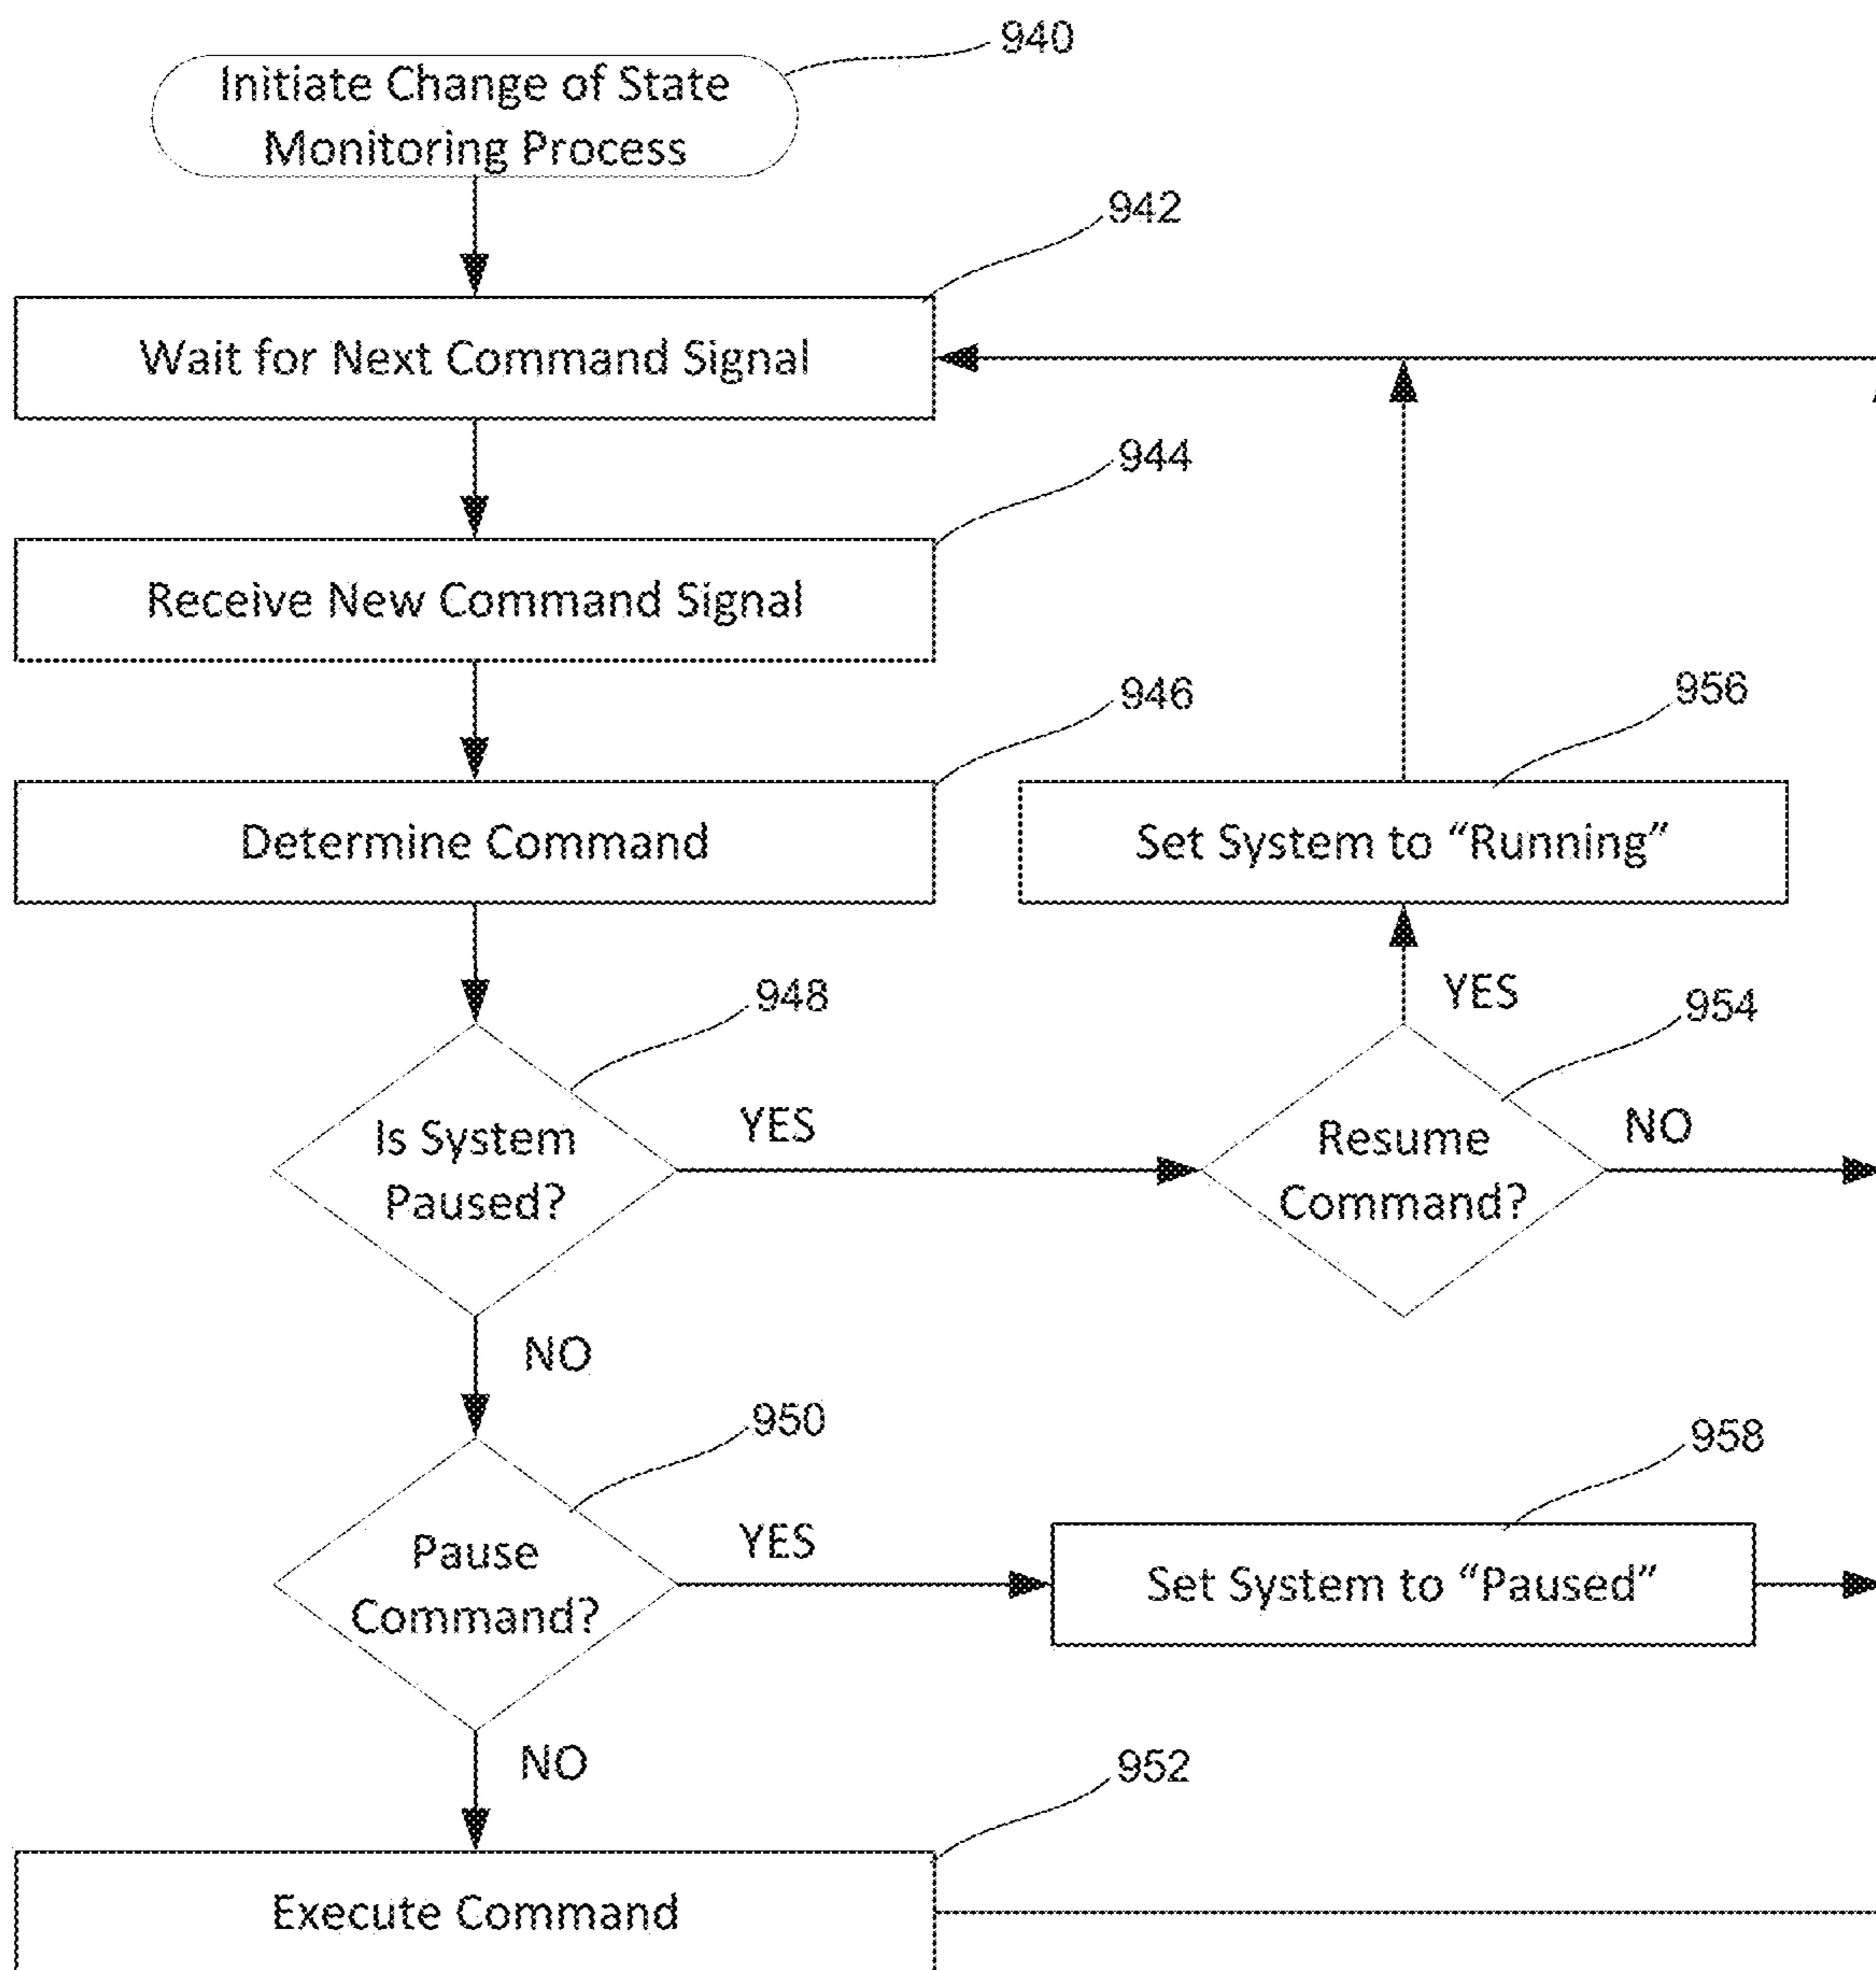 940
Initiate Change of State
Monitoring Process
942
Wait for Next Command Signal
944
Receive New Command Signal
946
Determine Command
956
Set System to “Running”
948
Is System
Paused?
YES
YES
954
Resume
Command?
NO
NO
950
Pause
Command?
YES
958
Set System to “Paused”
NO
952
Execute Command